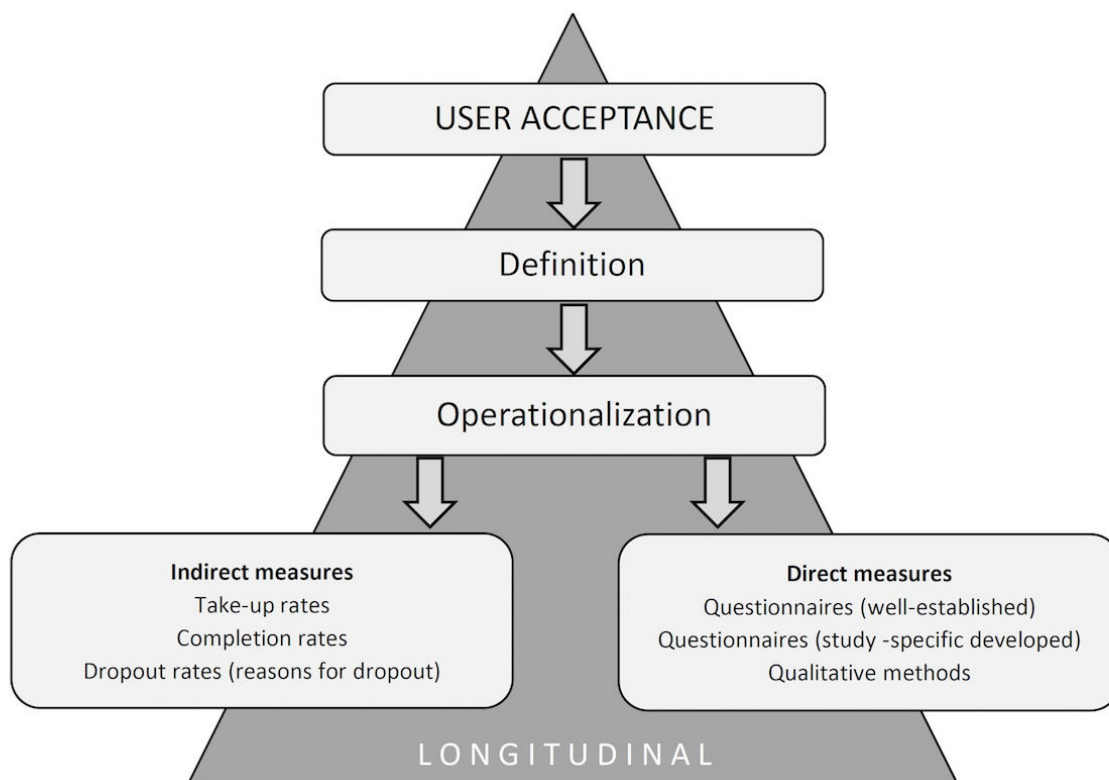 USER ACCEPTANCE
Definition
Operationalization
Indirect measures
Take-up rates
Completion rates
Dropout rates (reasons for dropout)
Direct measures
Questionnaires (well-established)
Questionnaires (study -specific developed)
Qualitative methods
LONGITUDINAL